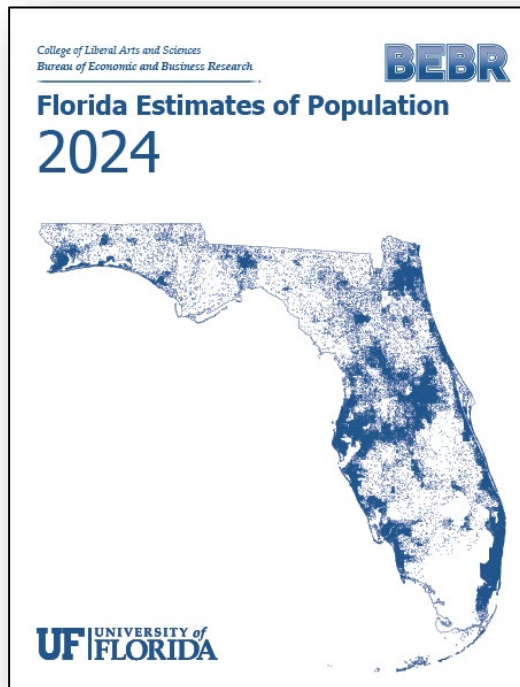 College of Liberal Arts and Sciences
Bureau of Economic and Business Research
BEBR
Florida Estimates of Population
2024
UF UNIVERSITY of
FLORIDA